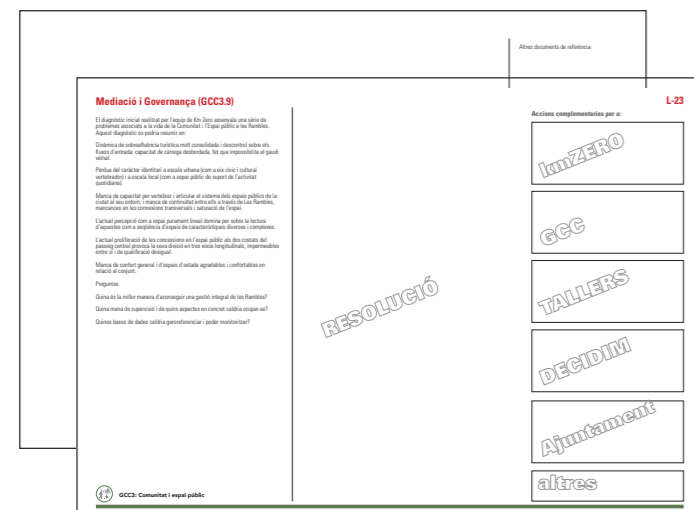 Altres documents de referència
Mediació i Governança (GCC3.9)
L-23
El diagnòstic inicial realitzat per l'equip de Km Zero assenyala una sèrie de
problemes associats a la vida de la Comunitat i l'Espai públic a les Rambles.
Aquest diagnòstic es podria resumir en:
Dinàmica de sobreafluència turística molt consolidada i descontrol sobre els
fluxos d'entrada, capacitat de càrrega desbordada, fet que impossibilita el gaudi
veïnal.
Pèrdua del caràcter identitari a escala urbana (com a eix cívic i cultural
vertebrador) i a escala local (com a espai públic de suport de l'activitat
quotidiana).
Manca de capacitat per vertebrar i articular el sistema dels espais públics de la
ciutat al seu entorn, i manca de continuïtat entre ells a través de Les Rambles,
mancances en les connexions transversals i saturació de l'espai.
L'actual percepció com a espai purament lineal domina per sobre la lectura
d'aquestes com a seqüència d'espais de característiques diverses i complexes.
L'actual proliferació de les concessions en l'espai públic als dos costats del
passeig central provoca la seva divisió en tres eixos longitudinals, impermeables
entre si i de qualificació desigual.
Manca de confort general i d'espais d'estada agradables i confortables en
relació al conjunt.
Preguntes
Quina és la millor manera d'aconseguir una gestió integral de les Rambles?
Quina mena de supervisió i de quins aspectes en concret caldria ocupar-se?
Quines bases de dades caldria georeferenciar i poder monitoritzar?
RESOLUCIÓ
Accions complementaries per a:
kmZERO
GCC
TALLERS
DECIDIM
Ajuntament
altres
GCC3: Comunitat i espai públic